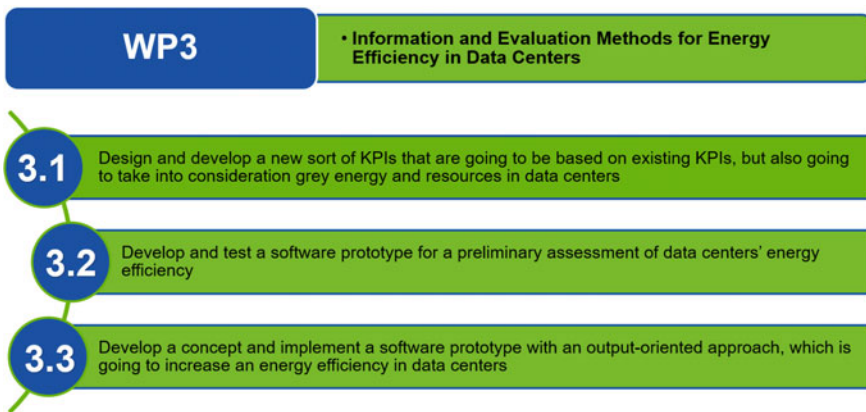 WP3
• Information and Evaluation Methods for Energy
Efficiency in Data Centers
3.1
Design and develop a new sort of KPIs that are going to be based on existing KPIs, but also going
to take into consideration grey energy and resources in data centers
3.2
Develop and test a software prototype for a preliminary assessment of data centers' energy
efficiency
3.3
Develop a concept and implement a software prototype with an output-oriented approach, which is
going to increase an energy efficiency in data centers